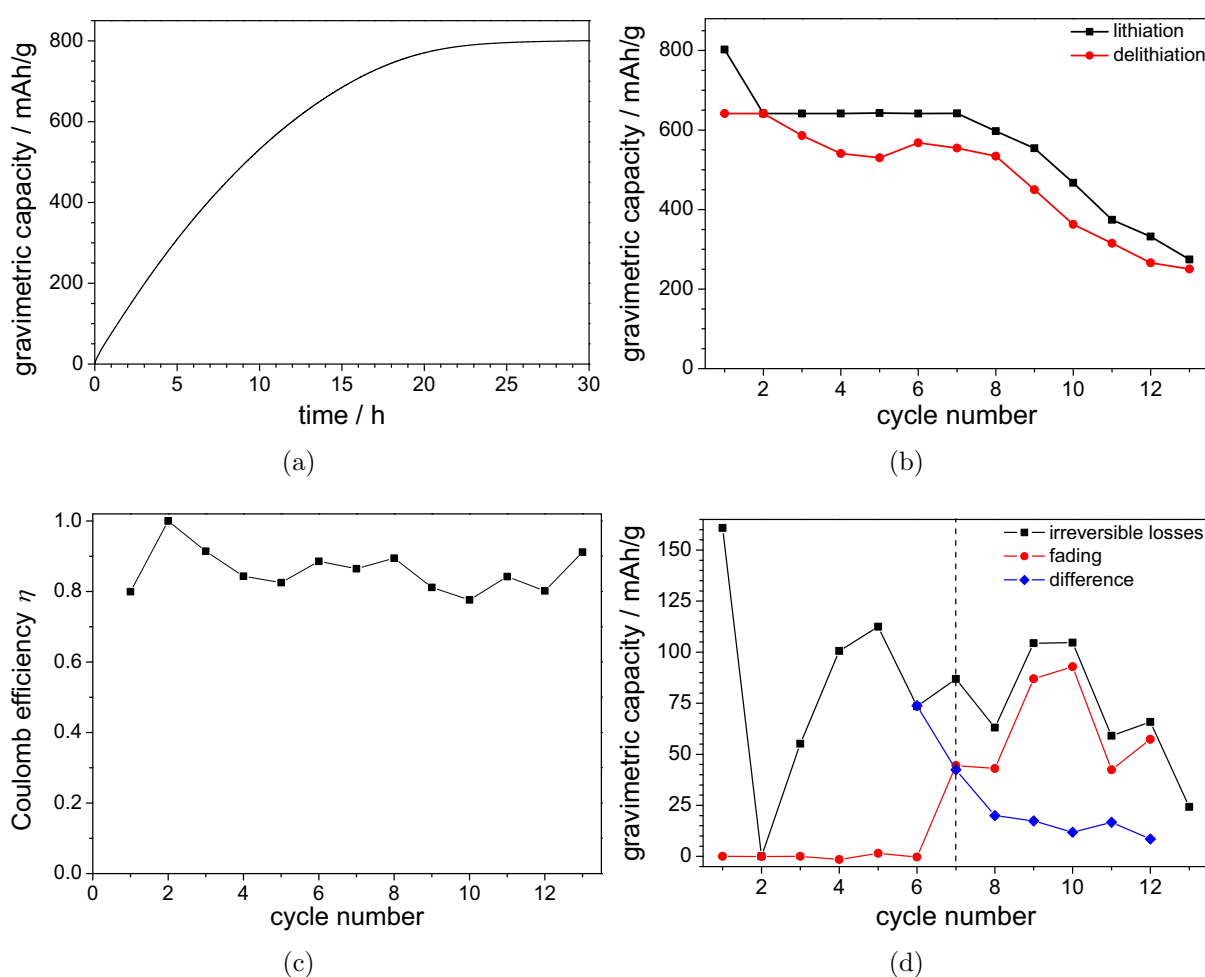 gravimetric capacity / mAh/g
800
600
400
200
0
0 5 10 15 20 25 30
time / h
(a)
gravimetric capacity / mAh/g
800
600
400
200
0
lithiation
delithiation
2 4 6 8 10 12
cycle number
(b)
Coulomb efficiency η
1.0
0.8
0.6
0.4
0.2
0.0
0 2 4 6 8 10 12
cycle number
(c)
gravimetric capacity / mAh/g
150
125
100
75
50
25
0
irreversible losses
fading
difference
2 4 6 8 10 12
cycle number
(d)